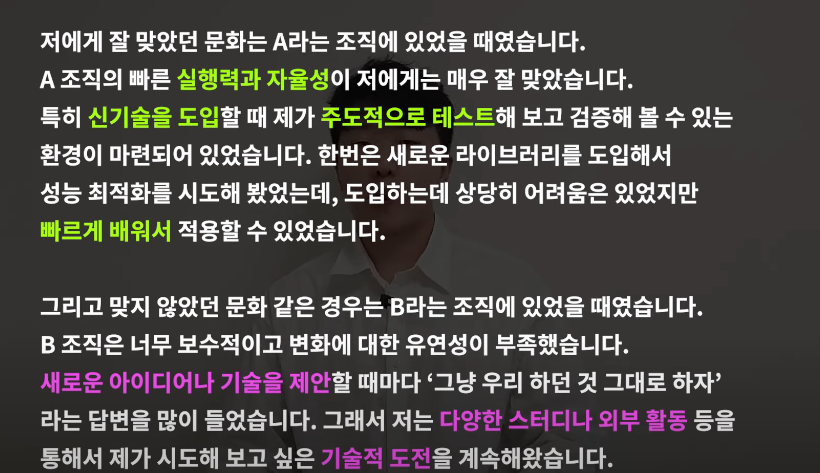 저에게 잘 맞았던 문화는 A라는 조직에 있었을 때였습니다.
A 조직의 빠른 실행력과 자율성이 저에게는 매우 잘 맞았습니다.
특히 신기술을 도입할 때 제가 주도적으로 테스트해 보고 검증해 볼 수 있는
환경이 마련되어 있었습니다. 한번은 새로운 라이브러리를 도입해서
성능 최적화를 시도해 봤었는데, 도입하는데 상당히 어려움은 있었지만
빠르게 배워서 적용할 수 있었습니다.
그리고 맞지 않았던 문화 같은 경우는 B라는 조직에 있었을 때였습니다.
B 조직은 너무 보수적이고 변화에 대한 유연성이 부족했습니다.
새로운 아이디어나 기술을 제안할 때마다 ‘그냥 우리 하던 것 그대로 하자’
라는 답변을 많이 들었습니다. 그래서 저는 다양한 스터디나 외부 활동 등을
통해서 제가 시도해 보고 싶은 기술적 도전을 계속해왔습니다.